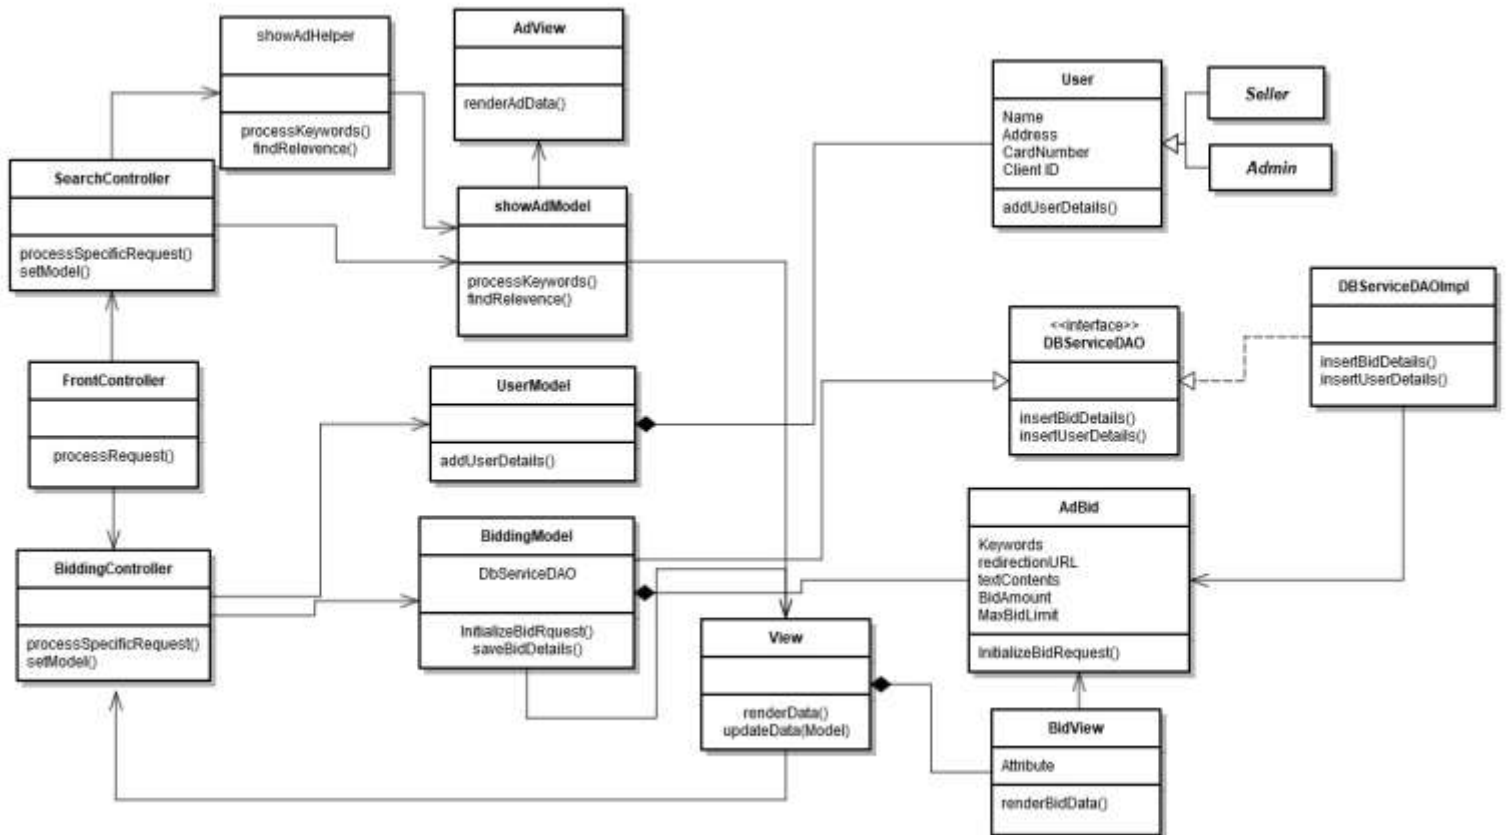 showAdHelper
processKeywords()
findRelevence()
AdView
renderAdData()
User
Name
Address
CardNumber
Client ID
addUserDetails()
Seller
Admin
SearchController
processSpecificRequest()
setModel()
showAdModel
processKeywords()
findRelevence()
<<interface>>
DBServiceDAO
insertBidDetails()
insertUserDetails()
DBServiceDAOImpl
insertBidDetails()
insertUserDetails()
FrontController
processRequest()
UserModel
addUserDetails()
BiddingController
processSpecificRequest()
setModel()
BiddingModel
DbServiceDAO
InitializeBidRquest()
saveBidDetails()
AdBid
Keywords
redirectionURL
textContents
BidAmount
MaxBidLimit
InitializeBidRequest()
View
renderData()
updateData(Model)
BidView
Attribute
renderBidData()